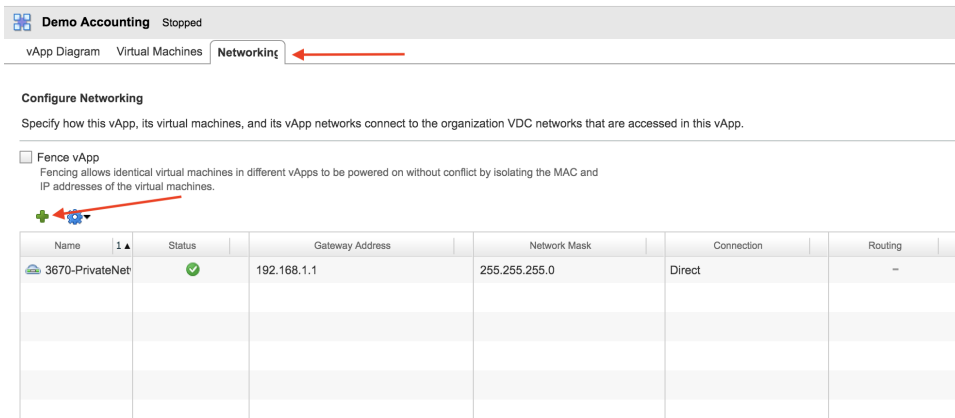 Demo Accounting Stopped
vApp Diagram Virtual Machines Networking
Configure Networking
Specify how this vApp, its virtual machines, and its vApp networks connect to the organization VDC networks that are accessed in this vApp.
Fence vApp
Fencing allows identical virtual machines in different vApps to be powered on without conflict by isolating the MAC and
IP addresses of the virtual machines.
Name 1▲ Status Gateway Address Network Mask Connection Routing
3670-PrivateNet 192.168.1.1 255.255.255.0 Direct -